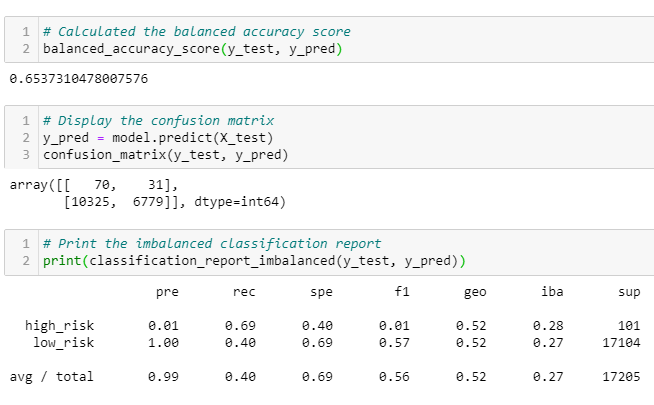 1 # Calculated the balanced accuracy score
2 balanced_accuracy_score(y_test, y_pred)
0.6537310478007576
1 # Display the confusion matrix
2 y_pred = model.predict(X_test)
3 confusion_matrix(y_test, y_pred)
array([[   70,    31],
       [10325,  6779]], dtype=int64)
1 # Print the imbalanced classification report
2 print(classification_report_imbalanced(y_test, y_pred))
pre rec spe f1 geo iba sup
high_risk 0.01 0.69 0.40 0.01 0.52 0.28 101
low_risk 1.00 0.40 0.69 0.57 0.52 0.27 17104
avg / total 0.99 0.40 0.69 0.56 0.52 0.27 17205